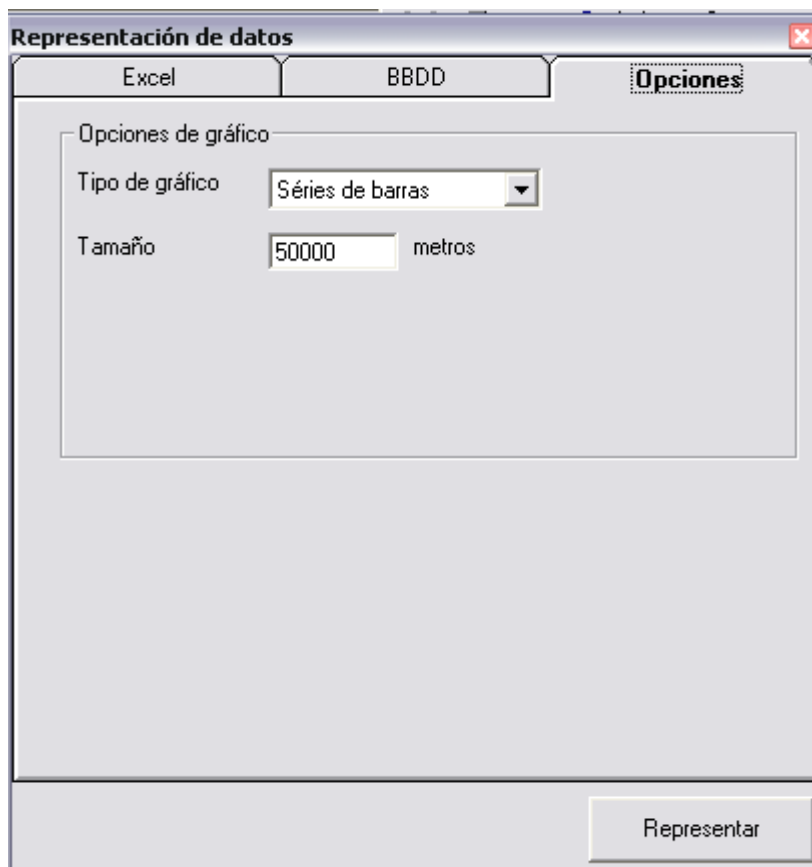 Representación de datos
Excel BBDD Opciones
Opciones de gráfico
Tipo de gráfico Séries de barras
Tamaño 50000 metros
Representar